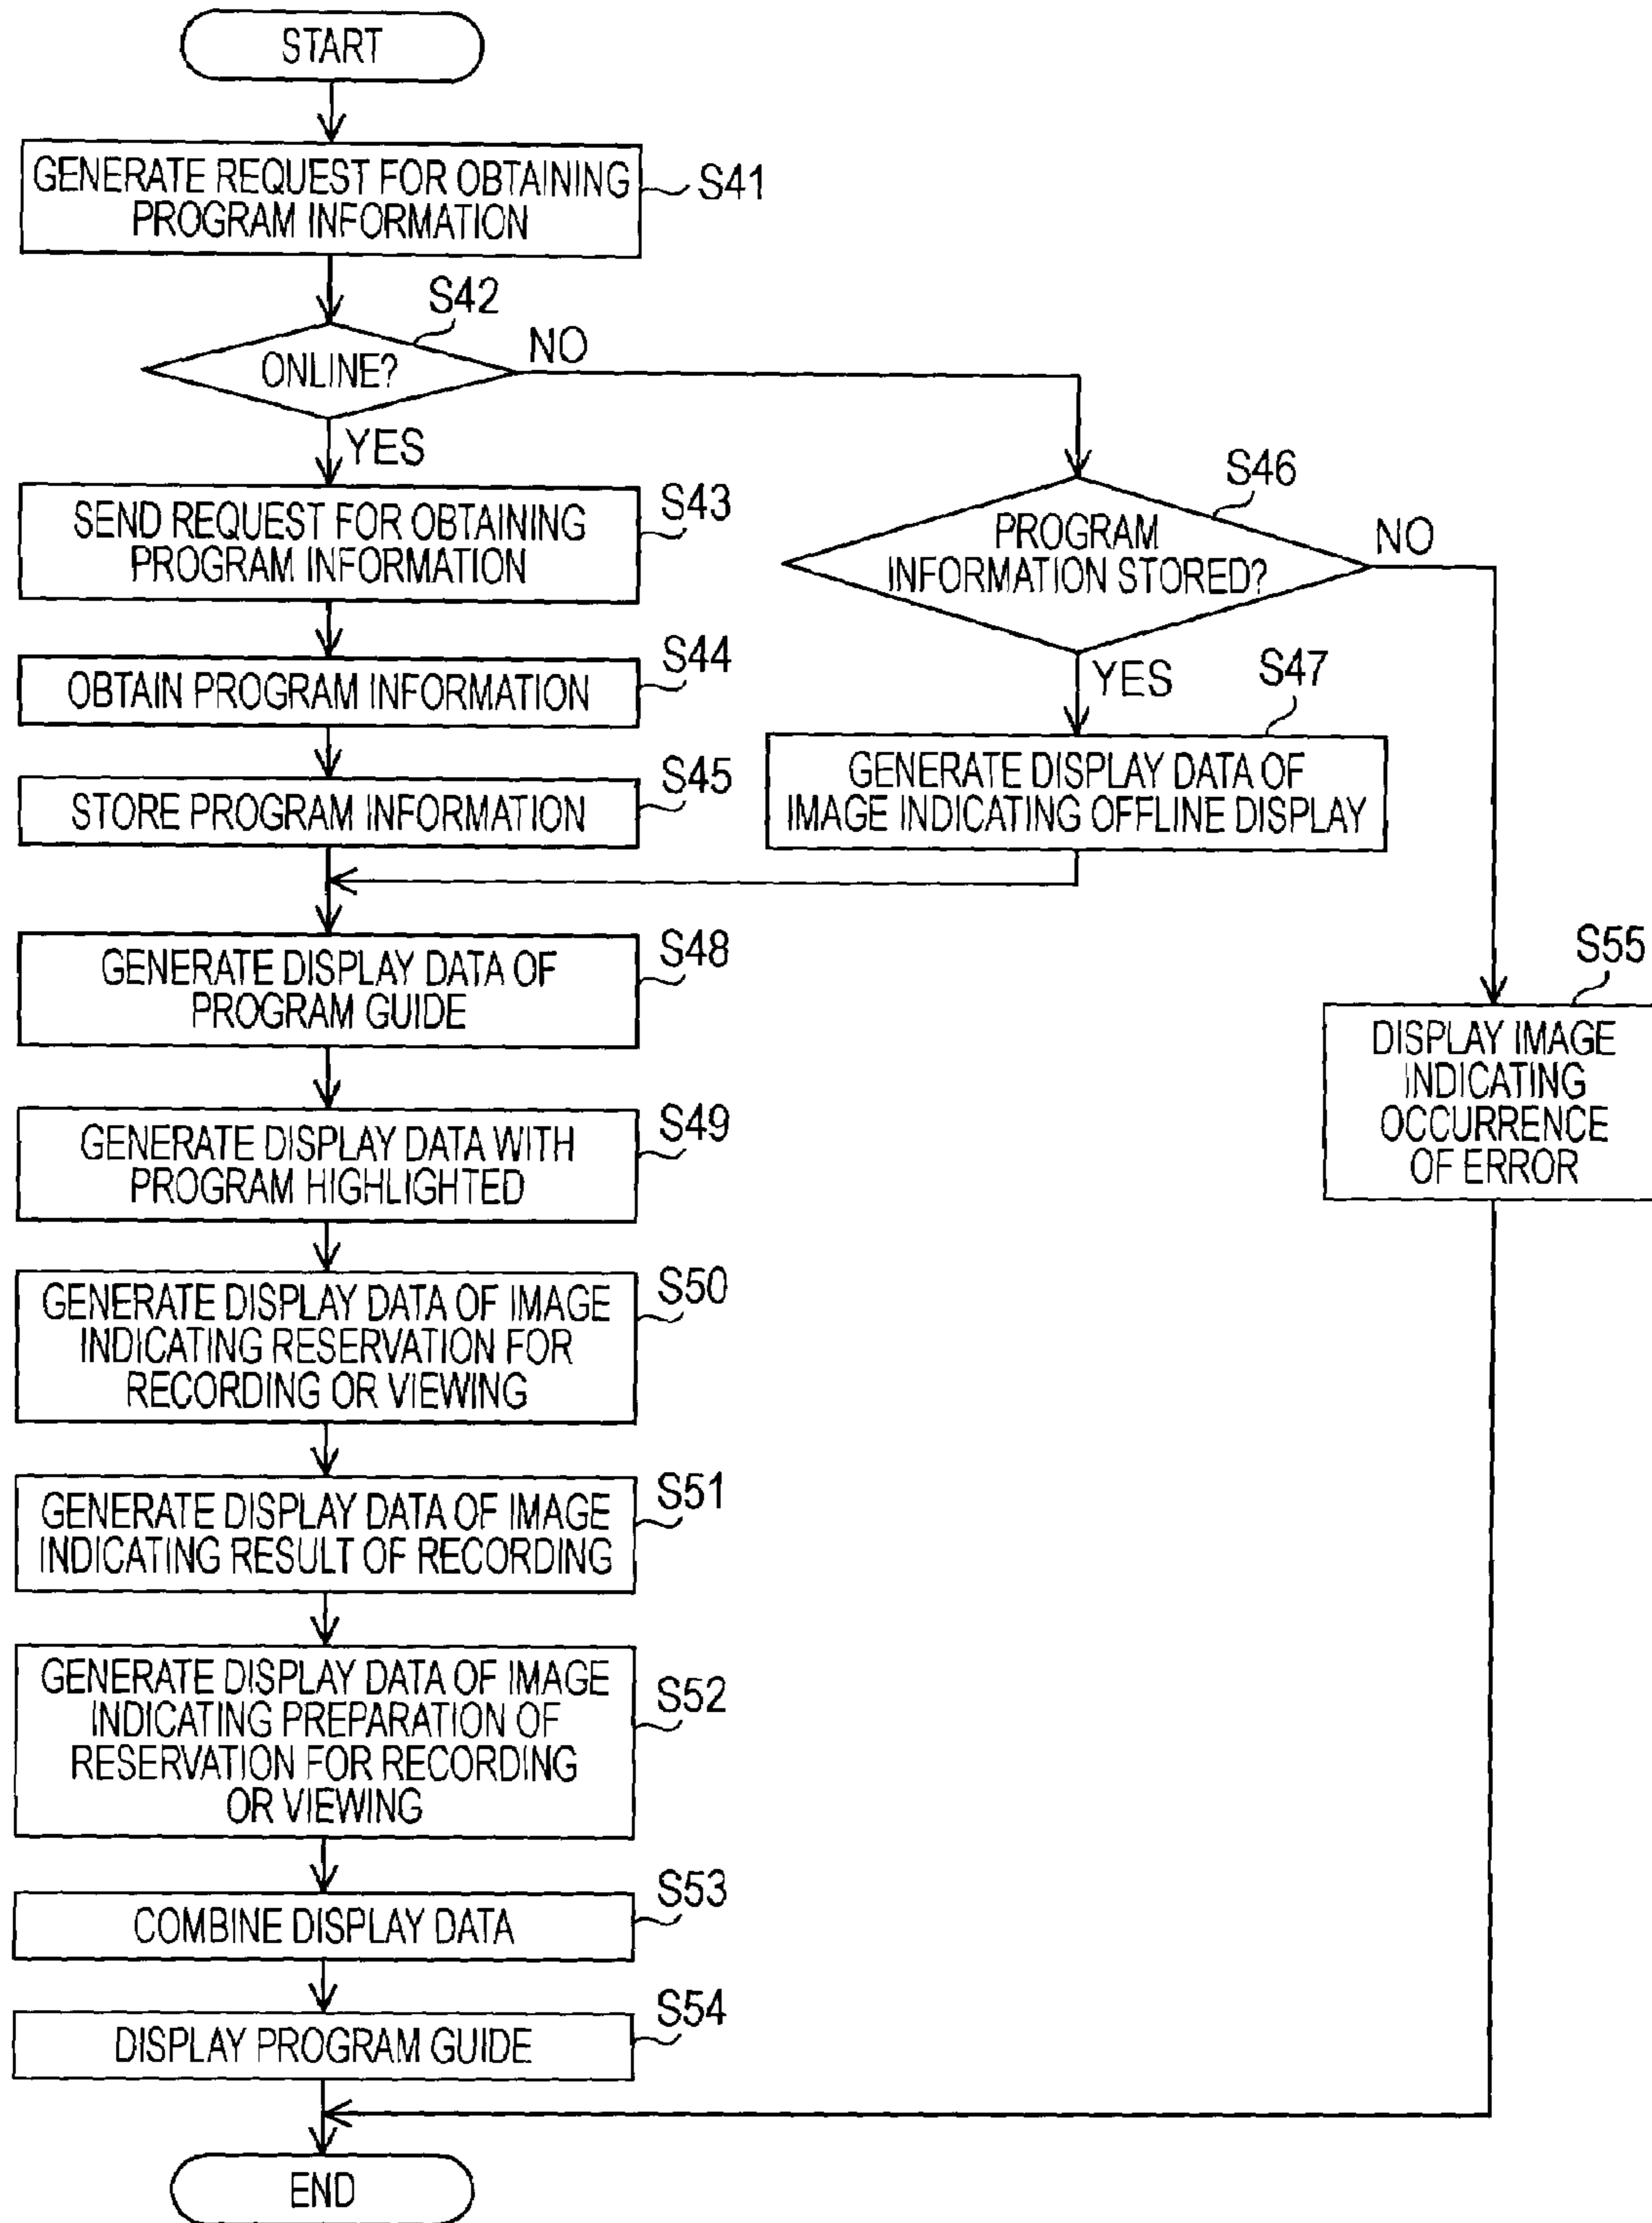 START
GENERATE REQUEST FOR OBTAINING
PROGRAM INFORMATION
S41
S42
ONLINE?
NO
YES
SEND REQUEST FOR OBTAINING
PROGRAM INFORMATION
S43
S46
PROGRAM
INFORMATION STORED?
NO
YES
OBTAIN PROGRAM INFORMATION
S44
S47
GENERATE DISPLAY DATA OF
IMAGE INDICATING OFFLINE DISPLAY
STORE PROGRAM INFORMATION
S45
GENERATE DISPLAY DATA OF
PROGRAM GUIDE
S48
S55
DISPLAY IMAGE
INDICATING
OCCURRENCE
OF ERROR
GENERATE DISPLAY DATA WITH
PROGRAM HIGHLIGHTED
S49
GENERATE DISPLAY DATA OF IMAGE
INDICATING RESERVATION FOR
RECORDING OR VIEWING
S50
GENERATE DISPLAY DATA OF IMAGE
INDICATING RESULT OF RECORDING
S51
GENERATE DISPLAY DATA OF IMAGE
INDICATING PREPARATION OF
RESERVATION FOR RECORDING
OR VIEWING
S52
COMBINE DISPLAY DATA
S53
DISPLAY PROGRAM GUIDE
S54
END